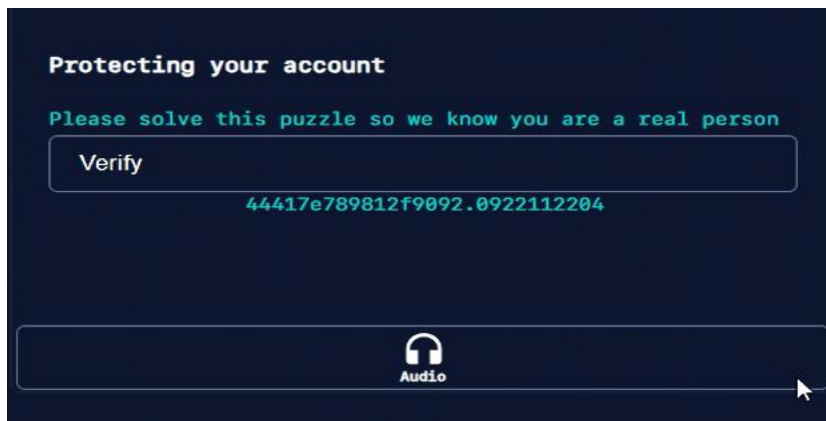 Protecting your account
Please solve this puzzle so we know you are a real person
Verify
44417e789812f9092.0922112204
Audio